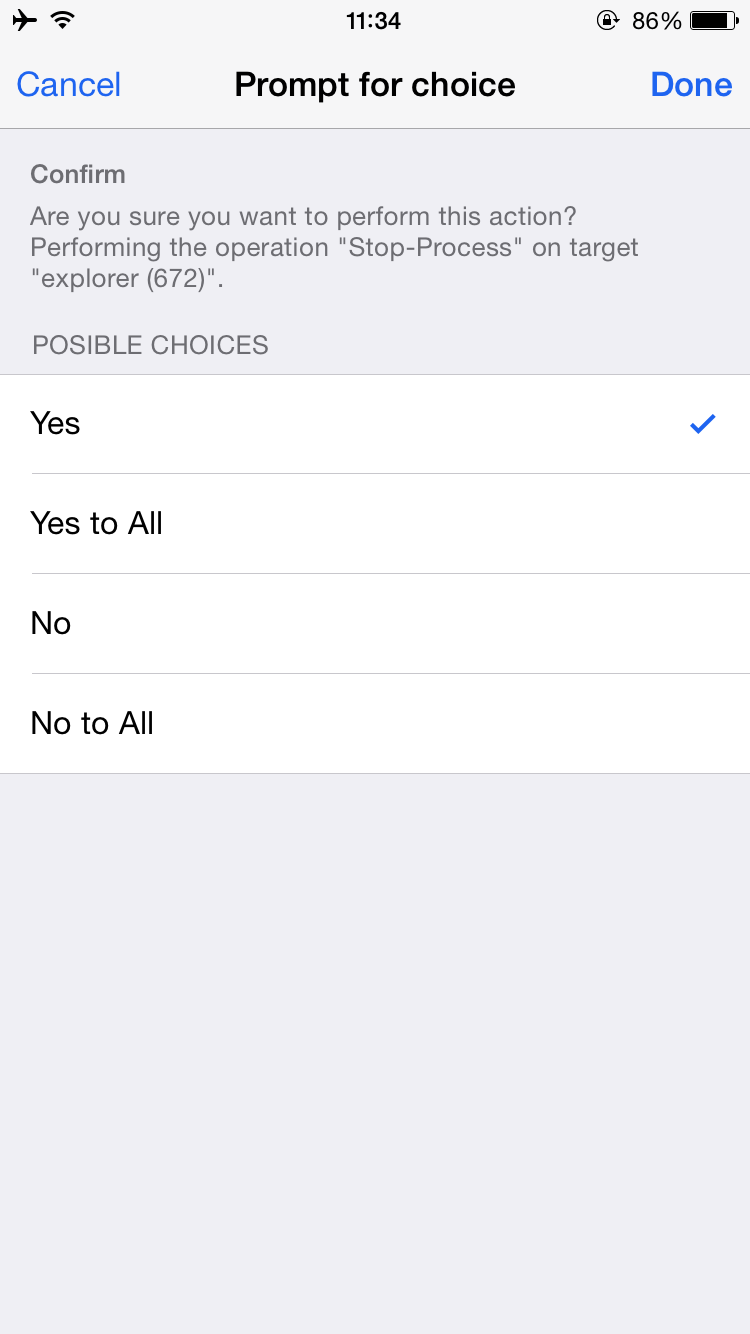 11:34
86%
Cancel
Prompt for choice
Done
Confirm
Are you sure you want to perform this action?
Performing the operation "Stop-Process" on target
"explorer (672)".
POSIBLE CHOICES
Yes
Yes to All
No
No to All